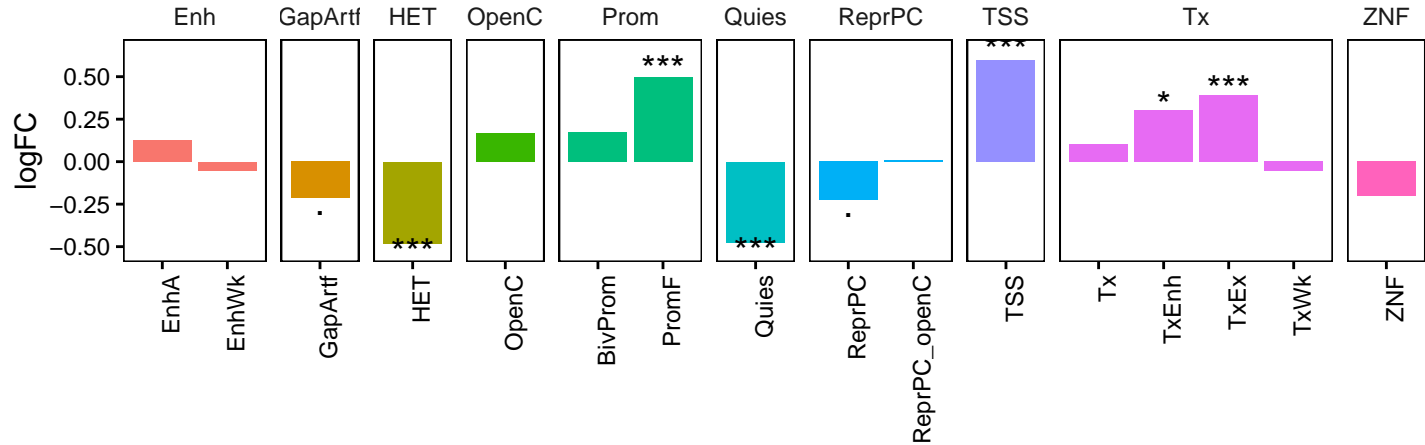 Enh GapArtf HET OpenC Prom Quies ReprPC TSS Tx ZNF
***
*** * ***
0.50
0.25
0.00
−0.25
−0.50
logFC
. .
*** ***
EnhA EnhWk GapArtf HET OpenC BivProm PromF Quies ReprPC ReprPC_openC TSS Tx TxEnh TxEx TxWk ZNF